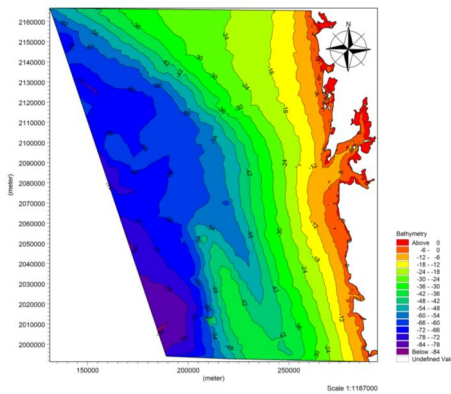 N
2160000
2150000
2140000
2130000
2120000
2110000
2100000
2090000
2080000
2070000
2060000
2050000
2040000
2030000
2020000
2010000
2000000
(meter)
150000
200000
250000
(meter)
Scale 1:1187000
Bathymetry
Above 0
-6 - 0
-12 - -6
-18 - -12
-24 - -18
-30 - -24
-36 - -30
-42 - -36
-48 - -42
-54 - -48
-60 - -54
-66 - -60
-72 - -66
-78 - -72
-84 - -78
Below -84
Undefined Val